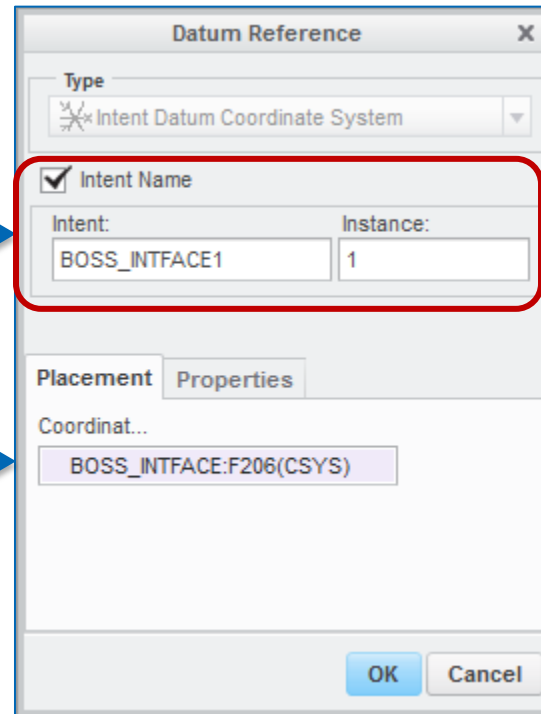 Datum Reference X
Type
Intent Datum Coordinate System
Intent Name
Intent: Instance:
BOSS_INTFACE1 1
Placement Properties
Coordinat...
BOSS_INTFACE:F206(CSYS)
OK Cancel